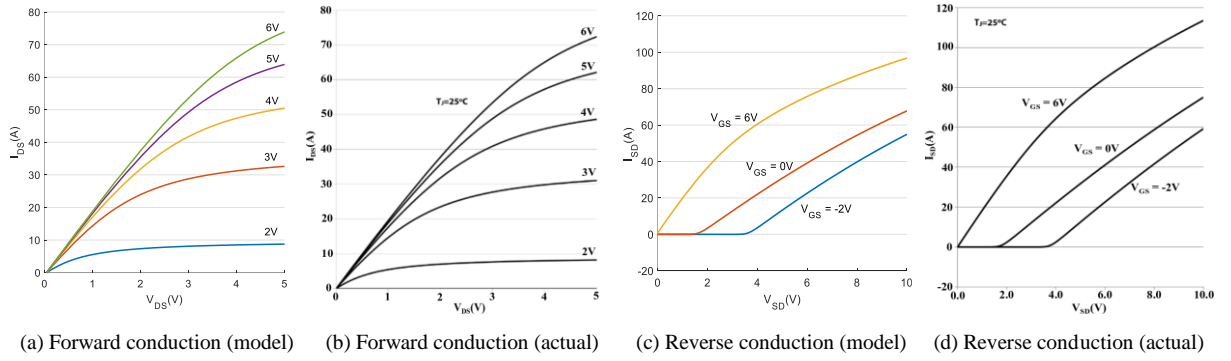 80
70
60
50
40
30
20
10
0
0 1 2 3 4 5
I_DS(A)
V_DS(V)
6V
5V
4V
3V
2V
(a) Forward conduction (model)
80
70
60
50
40
30
20
10
0
0 1 2 3 4 5
I_DS(A)
V_DS(V)
T_J=25°C
6V
5V
4V
3V
2V
(b) Forward conduction (actual)
120
100
80
60
40
20
0
-20
0 2 4 6 8 10
I_SD(A)
V_SD(V)
V_GS = 6V
V_GS = 0V
V_GS = -2V
(c) Reverse conduction (model)
120
100
80
60
40
20
0
-20
0.0 2.0 4.0 6.0 8.0 10.0
I_SD(A)
V_SD(V)
T_J=25°C
V_GS = 6V
V_GS = 0V
V_GS = -2V
(d) Reverse conduction (actual)